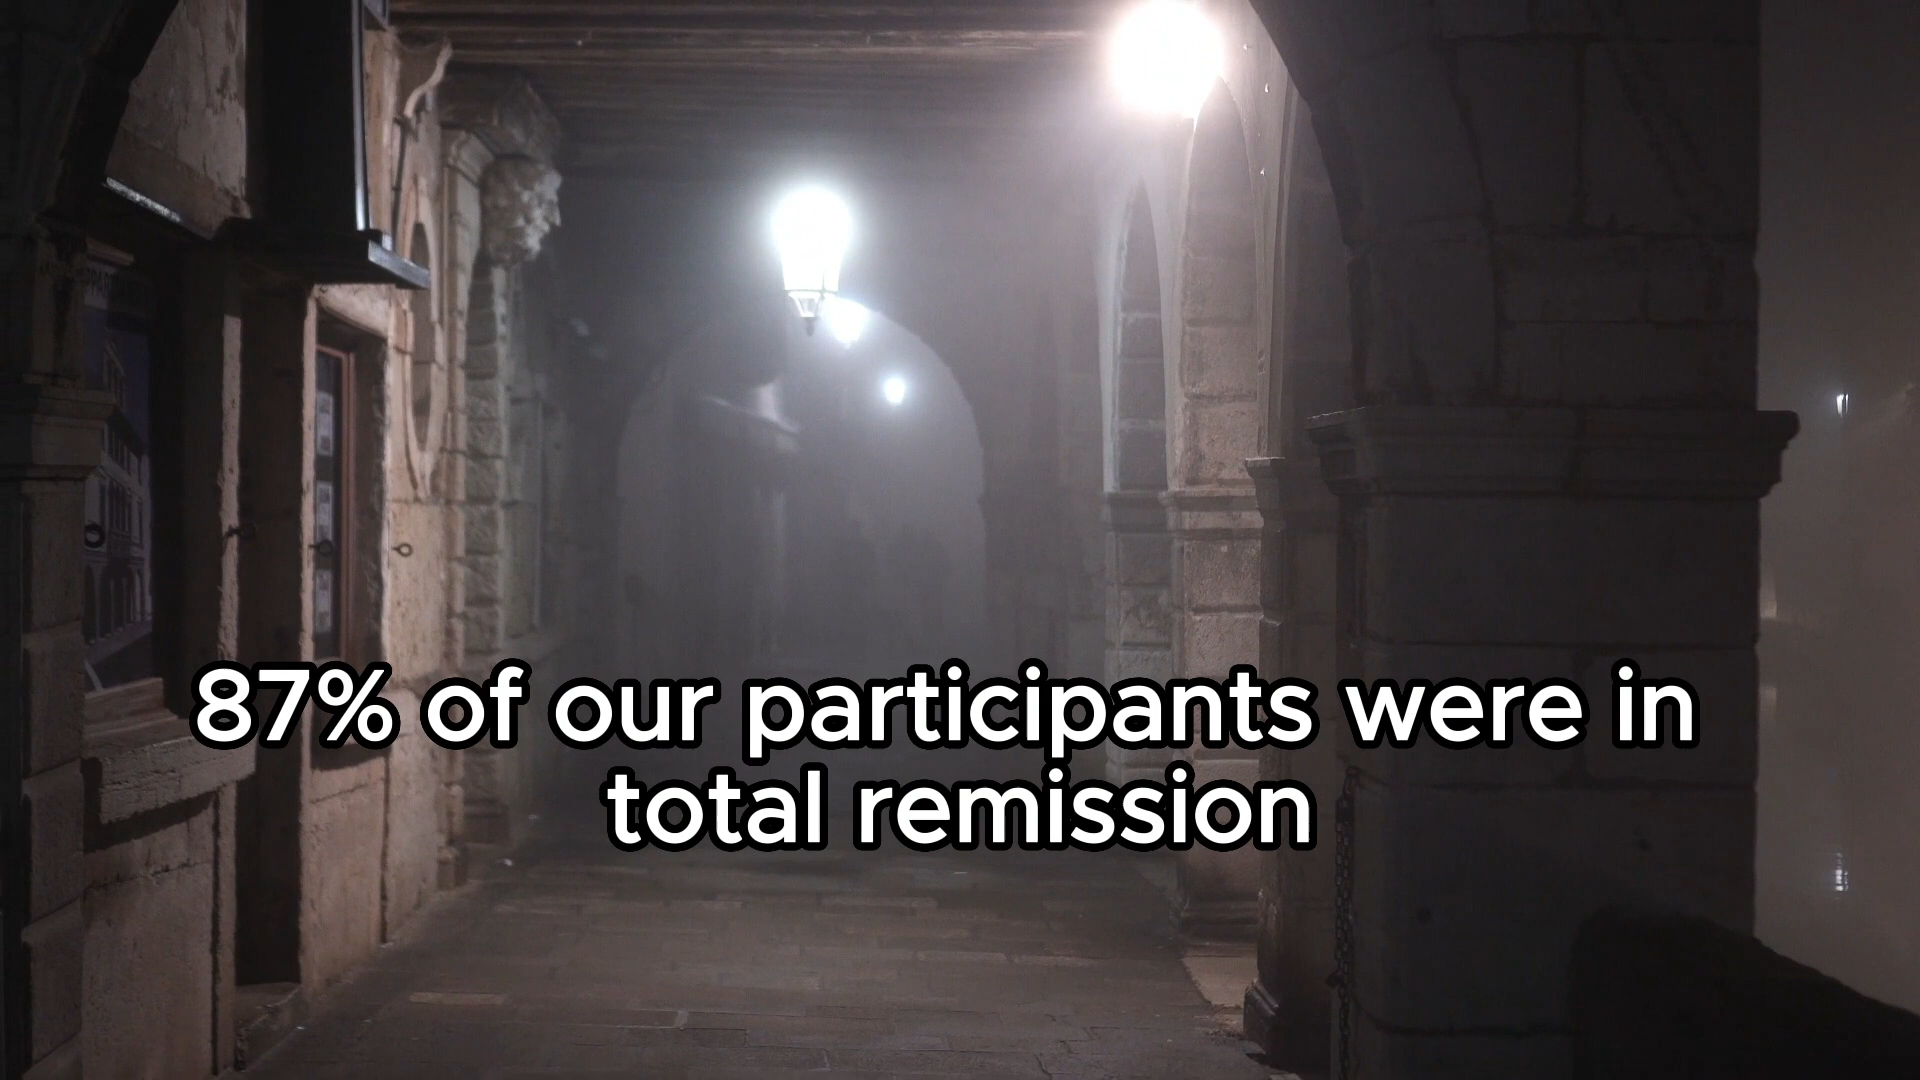 87% of our participants were in
total remission